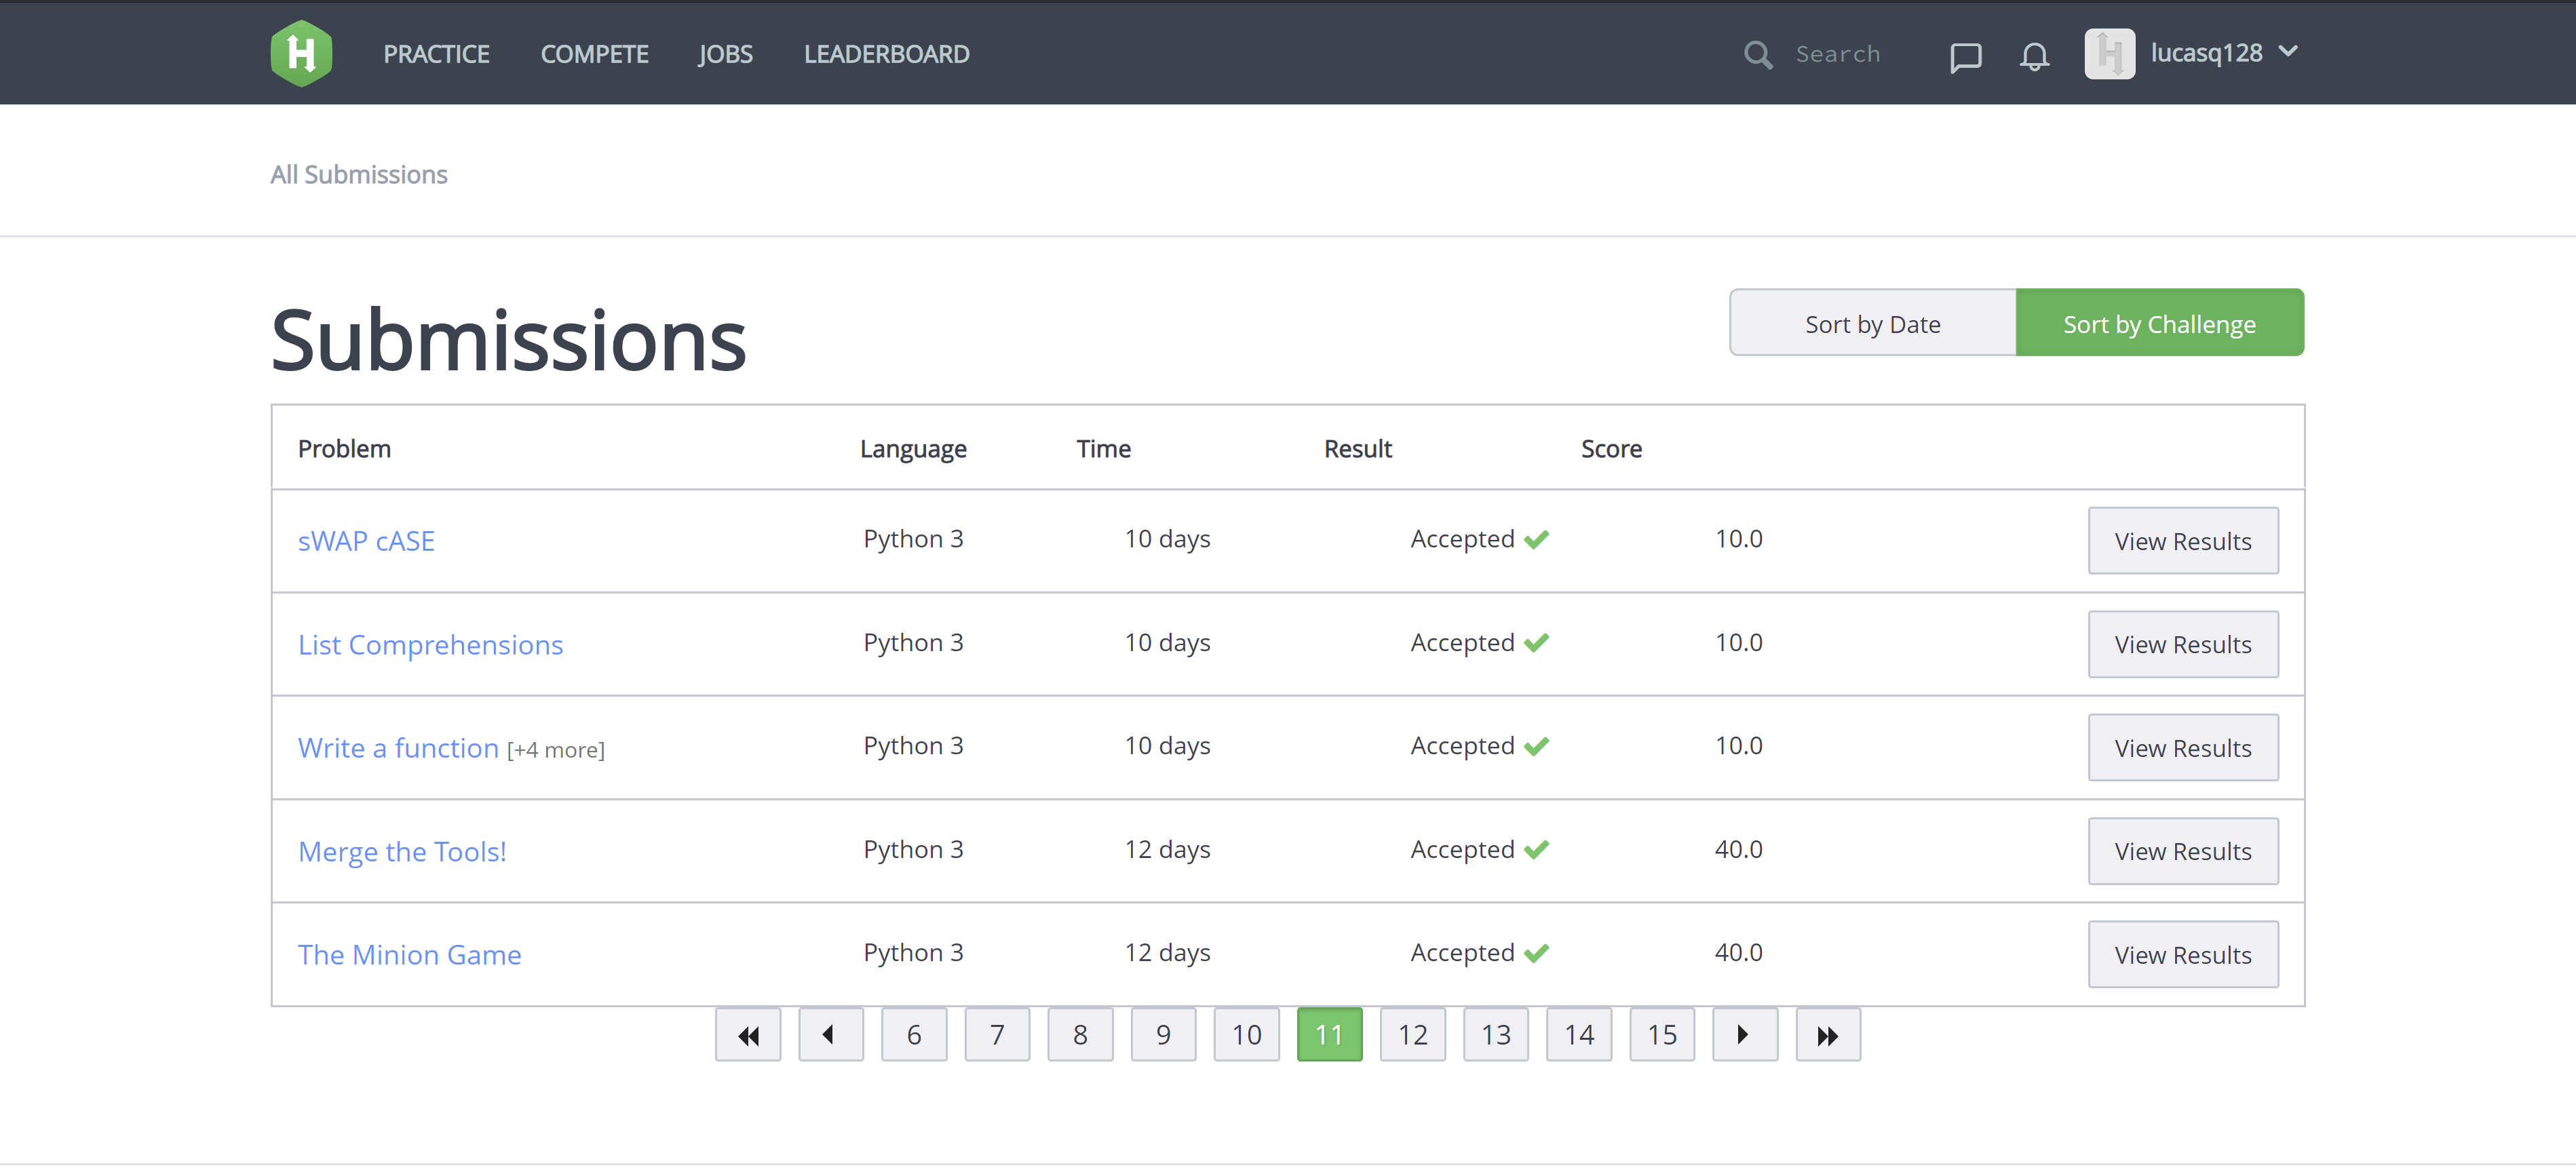 H PRACTICE COMPETE JOBS LEADERBOARD Search H lucasq128
All Submissions
Submissions
Sort by Date Sort by Challenge
Problem Language Time Result Score
sWAP cASE Python 3 10 days Accepted 10.0 View Results
List Comprehensions Python 3 10 days Accepted 10.0 View Results
Write a function [+4 more] Python 3 10 days Accepted 10.0 View Results
Merge the Tools! Python 3 12 days Accepted 40.0 View Results
The Minion Game Python 3 12 days Accepted 40.0 View Results
6 7 8 9 10 11 12 13 14 15